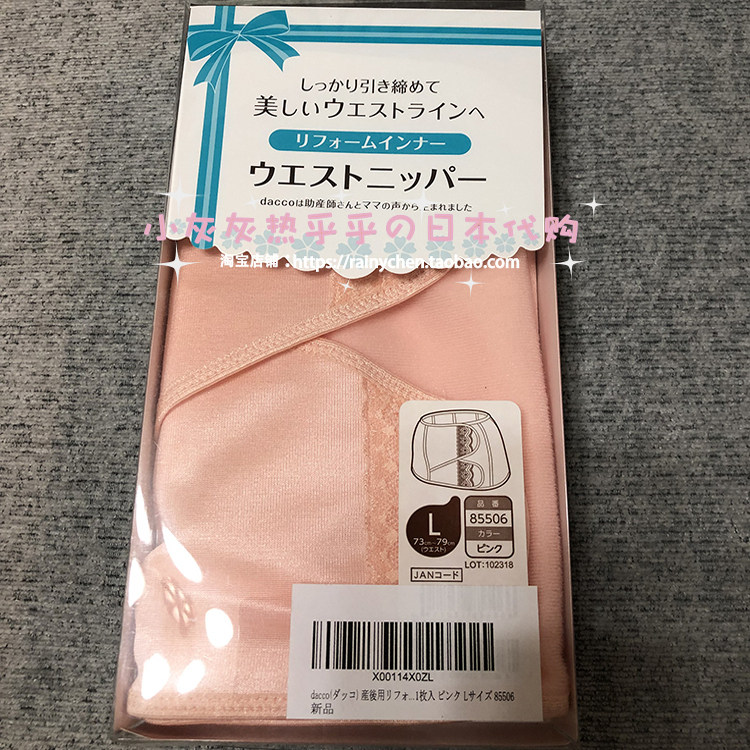 しっかり引き締めて
美しいウエストラインへ
リフォームインナー
ウエストニッパー
daccoは助産師さんとママの声から生まれました
小灰灰热乎乎の日本代购
淘宝店铺:https://rainychen.taobao.com
L
73cm~79cm
(ウエスト)
品番
85506
カラー
ピンク
LOT:102318
JANコード
X00114X0ZL
dacco(ダッコ) 産後用リフォ...1枚入 ピンク Lサイズ 85506
新品